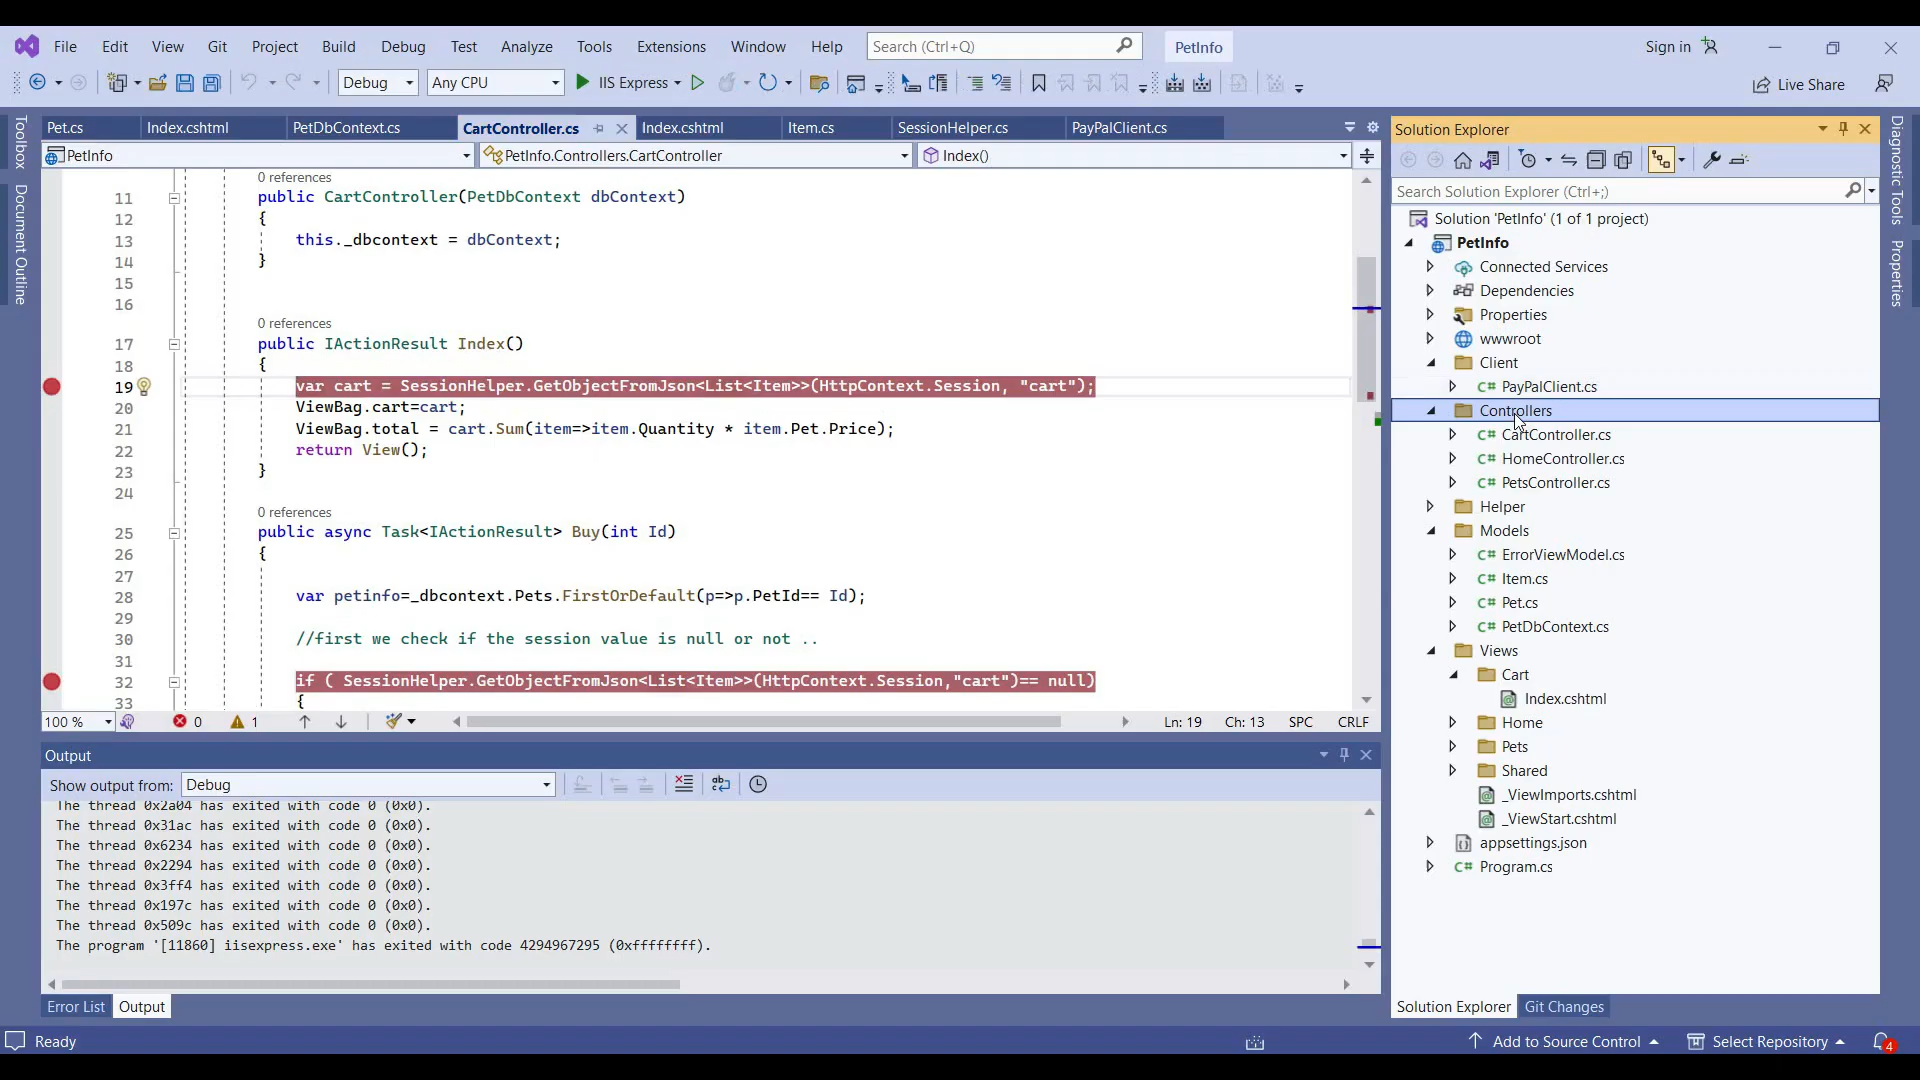 File Edit View Git Project Build Debug Test Analyze Tools Extensions Window Help Search (Ctrl+Q) PetInfo Sign in
Debug Any CPU IIS Express Live Share
Toolbox
Document Outline
Pet.cs Index.cshtml PetDbContext.cs CartController.cs Index.cshtml Item.cs SessionHelper.cs PayPalClient.cs
PetInfo PetInfo.Controllers.CartController Index()
0 references
11 public CartController(PetDbContext dbContext)
12 {
13 this._dbcontext = dbContext;
14 }
15
16
0 references
17 public IActionResult Index()
18 {
19 var cart = SessionHelper.GetObjectFromJson<List<Item>>(HttpContext.Session, "cart");
20 ViewBag.cart=cart;
21 ViewBag.total = cart.Sum(item=>item.Quantity * item.Pet.Price);
22 return View();
23 }
24
0 references
25 public async Task<IActionResult> Buy(int Id)
26 {
27
28 var petinfo=_dbcontext.Pets.FirstOrDefault(p=>p.PetId== Id);
29
30 //first we check if the session value is null or not ..
31
32 if ( SessionHelper.GetObjectFromJson<List<Item>>(HttpContext.Session,"cart")== null)
33 {
100 % 0 1 Ln: 19 Ch: 13 SPC CRLF
Output
Show output from: Debug
The thread 0x2a04 has exited with code 0 (0x0).
The thread 0x31ac has exited with code 0 (0x0).
The thread 0x6234 has exited with code 0 (0x0).
The thread 0x2294 has exited with code 0 (0x0).
The thread 0x3ff4 has exited with code 0 (0x0).
The thread 0x197c has exited with code 0 (0x0).
The thread 0x509c has exited with code 0 (0x0).
The program '[11860] iisexpress.exe' has exited with code 4294967295 (0xffffffff).
Error List Output
Solution Explorer
Search Solution Explorer (Ctrl+;)
Solution 'PetInfo' (1 of 1 project)
PetInfo
Connected Services
Dependencies
Properties
wwwroot
Client
C# PayPalClient.cs
Controllers
C# CartController.cs
C# HomeController.cs
C# PetsController.cs
Helper
Models
C# ErrorViewModel.cs
C# Item.cs
C# Pet.cs
C# PetDbContext.cs
Views
Cart
Index.cshtml
Home
Pets
Shared
_ViewImports.cshtml
_ViewStart.cshtml
appsettings.json
C# Program.cs
Solution Explorer Git Changes
Diagnostic Tools
Properties
Ready Add to Source Control Select Repository 4